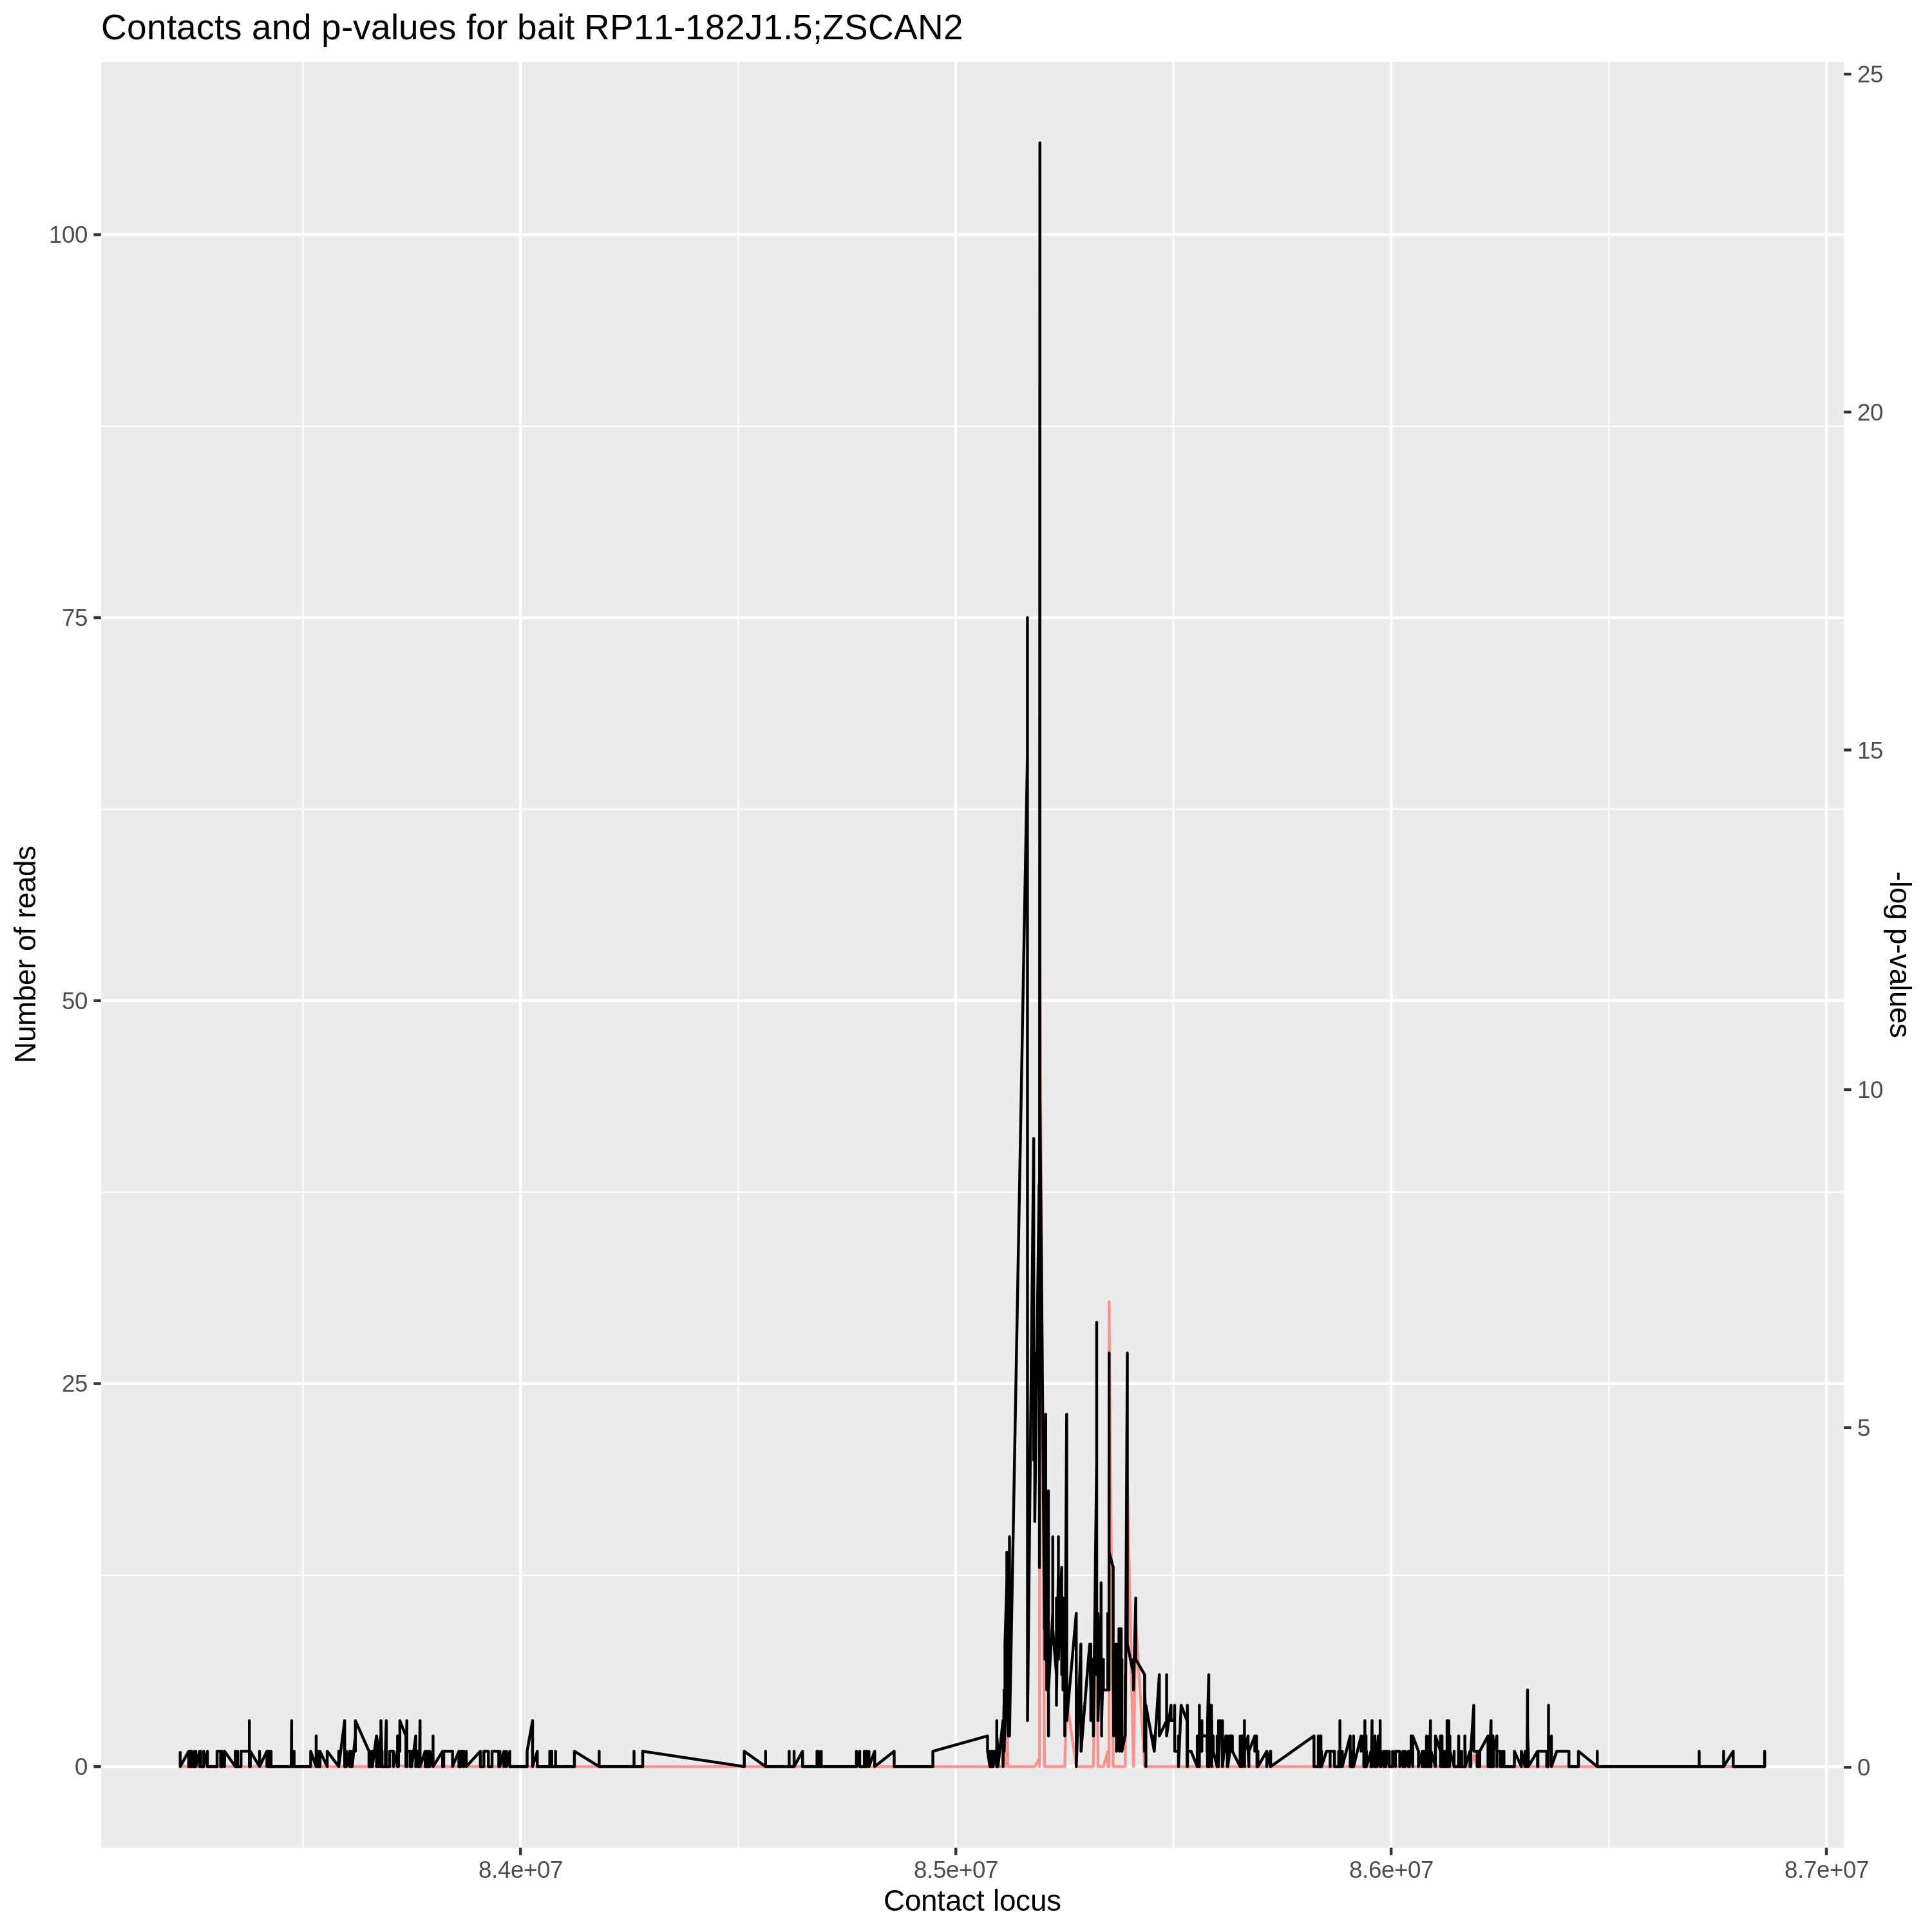 Contacts and p-values for bait RP11-182J1.5;ZSCAN2
Number of reads
100
75
50
25
0
25
20
15
10
5
0
-log p-values
8.4e+07
8.5e+07
8.6e+07
8.7e+07
Contact locus